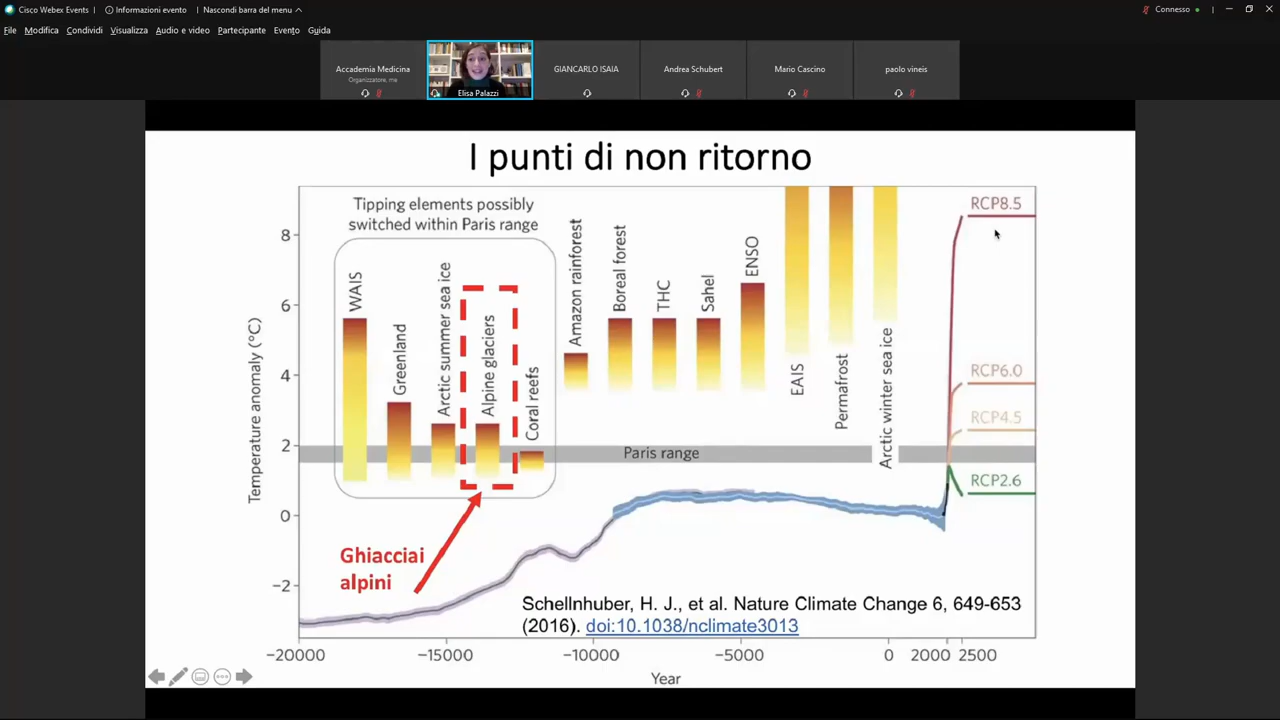 Cisco Webex Events
Informazioni evento
Nascondi barra del menu
Connesso
File
Modifica
Condividi
Visualizza
Audio e video
Partecipante
Evento
Guida
Accademia Medicina
Organizzatore, me
Elisa Palazzi
GIANCARLO ISAIA
Andrea Schubert
Mario Cascino
paolo vineis
I punti di non ritorno
Tipping elements possibly
switched within Paris range
WAIS
Greenland
Arctic summer sea ice
Alpine glaciers
Coral reefs
Amazon rainforest
Boreal forest
THC
Sahel
ENSO
EAIS
Permafrost
Arctic winter sea ice
RCP8.5
RCP6.0
RCP4.5
RCP2.6
Paris range
Temperature anomaly (°C)
8
6
4
2
0
−2
Ghiacciai
alpini
Schellnhuber, H. J., et al. Nature Climate Change 6, 649-653
(2016). doi:10.1038/nclimate3013
−20000 −15000 −10000 −5000 0 2000 2500
Year